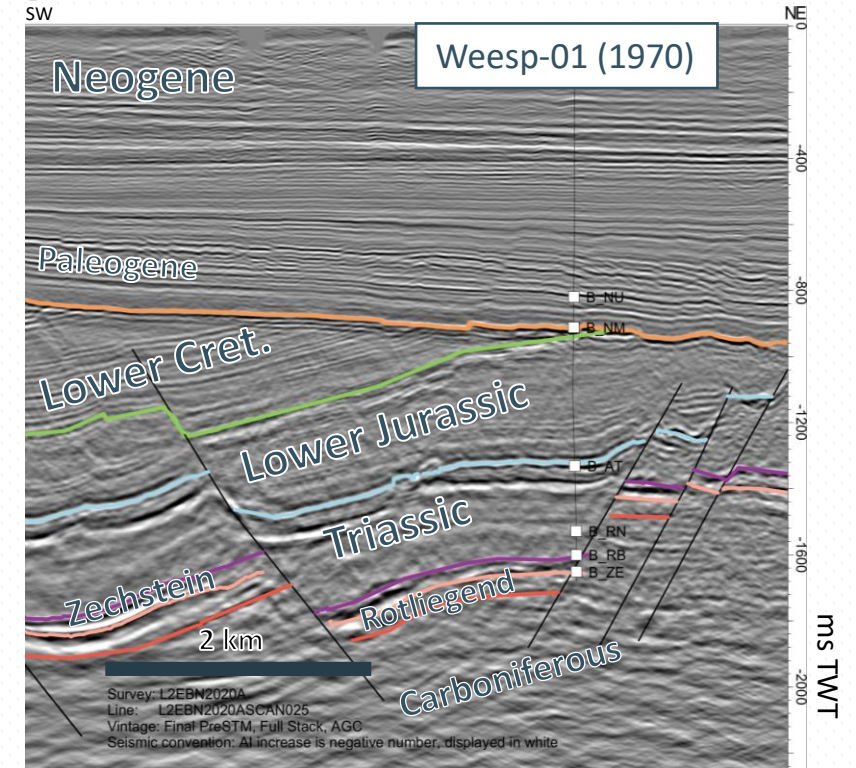 SW
NE
Weesp-01 (1970)
Neogene
0
-400
Paleogene
-800
B_NU
B_NM
Lower Cret.
-1200
Lower Jurassic
B_AT
Triassic
B_RN
-1600
B_RB
B_ZE
Zechstein
Rotliegend
2 km
ms TWT
Carboniferous
-2000
Survey: L2EBN2020A
Line: L2EBN2020ASCAN025
Vintage: Final PreSTM, Full Stack, AGC
Seismic convention: AI increase is negative number, displayed in white